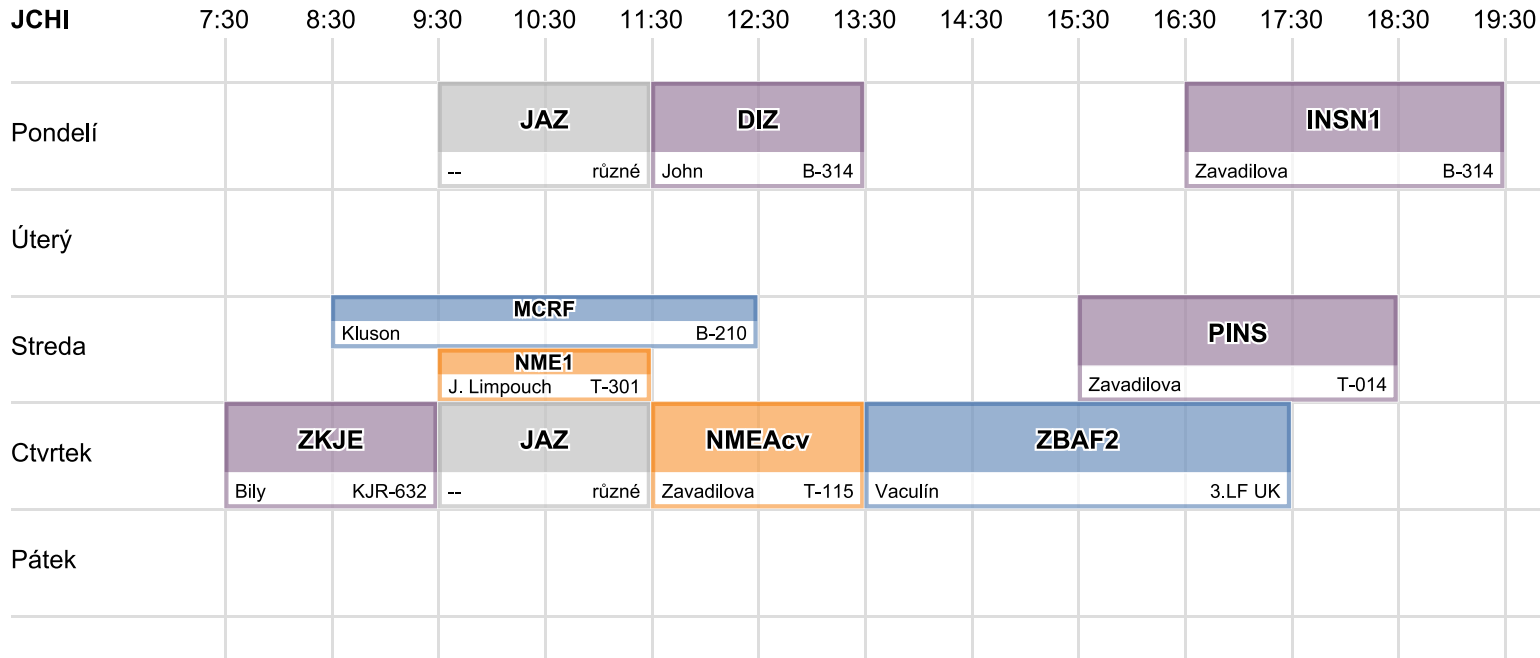 JCHI 7:30 8:30 9:30 10:30 11:30 12:30 13:30 14:30 15:30 16:30 17:30 18:30 19:30
Pondelí
JAZ
-- různé
DIZ
John B-314
INSN1
Zavadilova B-314
Úterý
Streda
MCRF
Kluson B-210
NME1
J. Limpouch T-301
PINS
Zavadilova T-014
Ctvrtek
ZKJE
Bily KJR-632
JAZ
-- různé
NMEAcv
Zavadilova T-115
ZBAF2
Vaculín 3.LF UK
Pátek